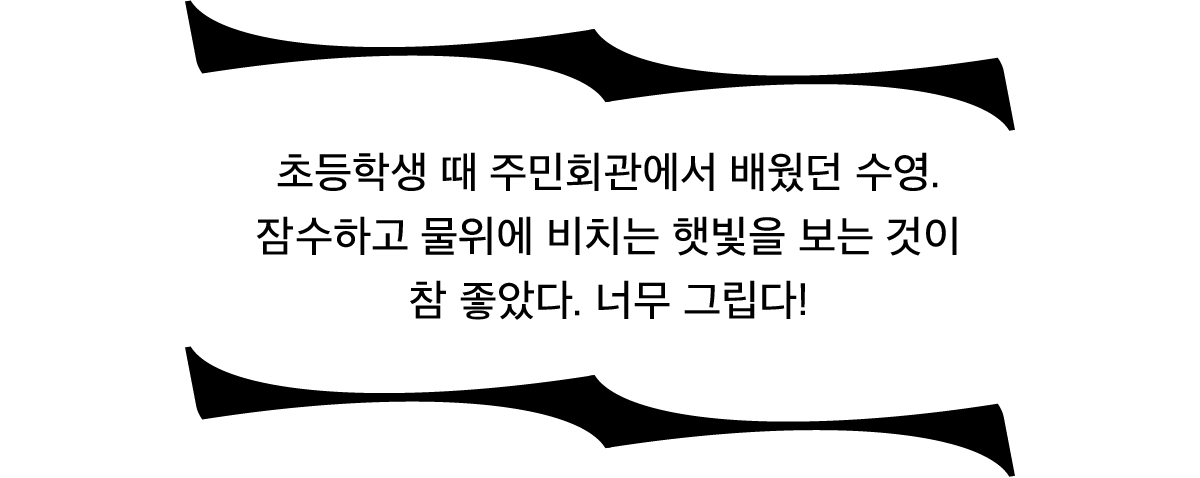 초등학생 때 주민회관에서 배웠던 수영.
잠수하고 물위에 비치는 햇빛을 보는 것이
참 좋았다. 너무 그립다!